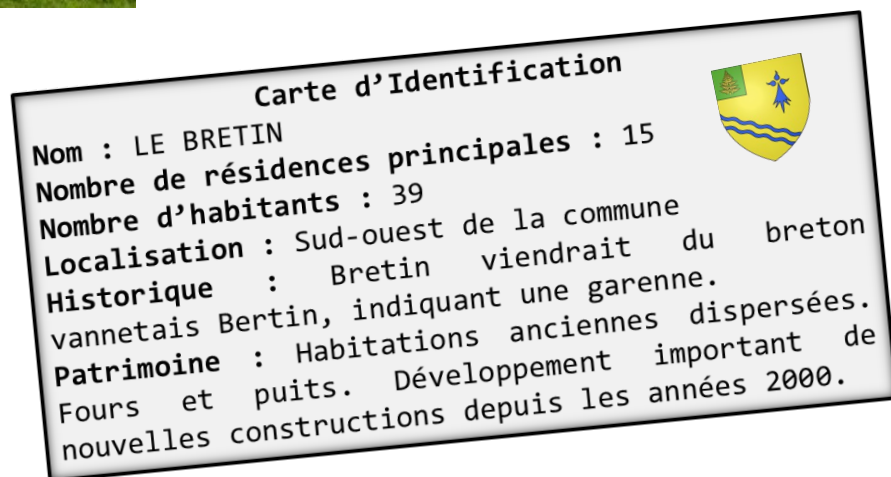 Carte d’Identification
Nom : LE BRETIN
Nombre de résidences principales : 15
Nombre d’habitants : 39
Localisation : Sud-ouest de la commune
Historique : Bretin viendrait du breton
vannetais Bertin, indiquant une garenne.
Patrimoine : Habitations anciennes dispersées.
Fours et puits. Développement important de
nouvelles constructions depuis les années 2000.